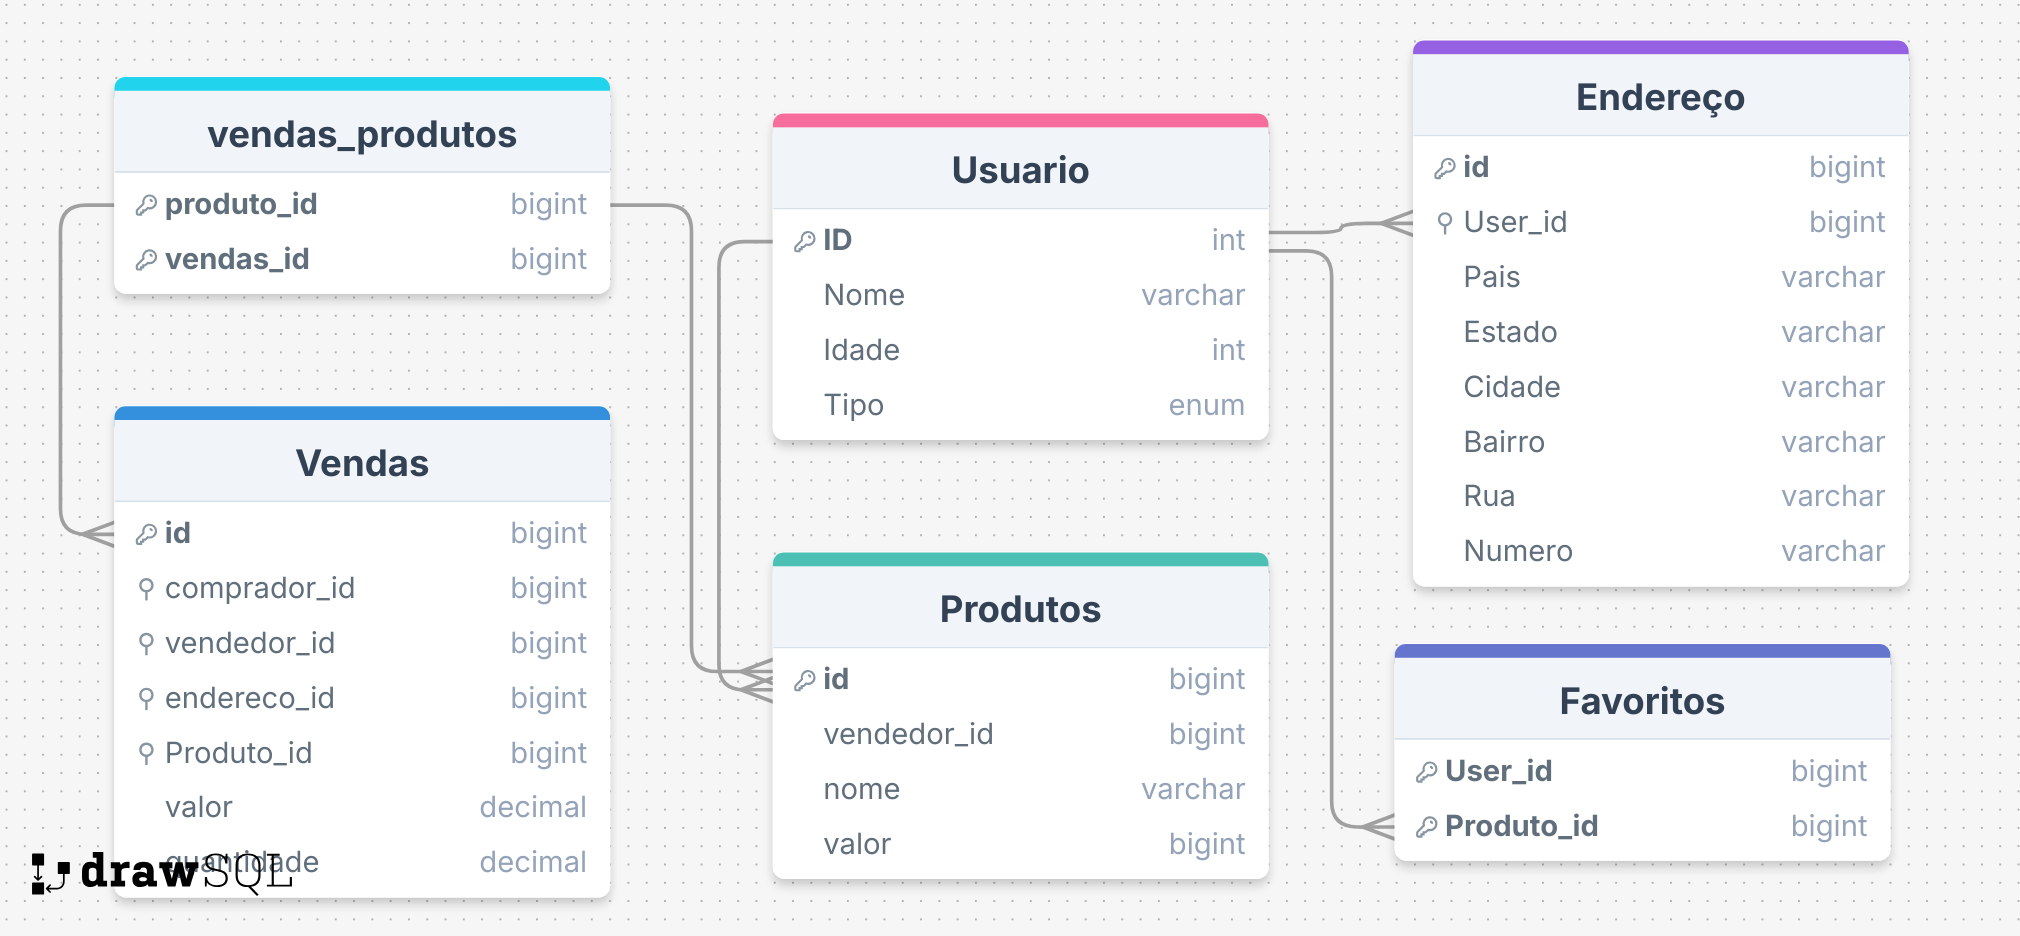 vendas_produtos
produto_id bigint
vendas_id bigint
Vendas
id bigint
comprador_id bigint
vendedor_id bigint
endereco_id bigint
Produto_id bigint
valor decimal
quantidade decimal
drawSQL
Usuario
ID int
Nome varchar
Idade int
Tipo enum
Produtos
id bigint
vendedor_id bigint
nome varchar
valor bigint
Endereço
id bigint
User_id bigint
Pais varchar
Estado varchar
Cidade varchar
Bairro varchar
Rua varchar
Numero varchar
Favoritos
User_id bigint
Produto_id bigint